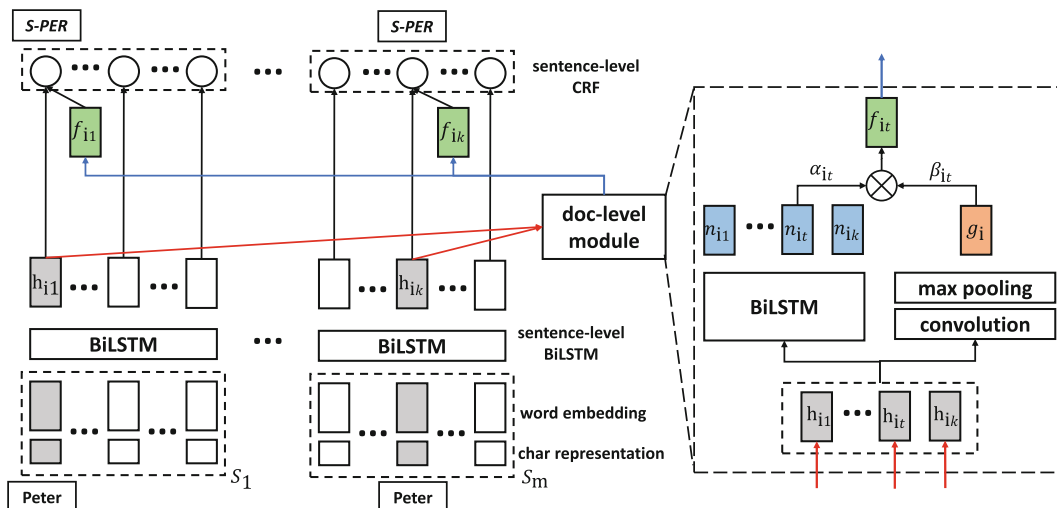 S-PER
S-PER
sentence-level
CRF
f_i1
f_ik
h_i1
h_ik
BiLSTM
BiLSTM
sentence-level
BiLSTM
word embedding
char representation
S_1
S_m
Peter
Peter
doc-level
module
f_it
α_it
β_it
n_i1
n_it
n_ik
g_i
BiLSTM
max pooling
convolution
h_i1
h_it
h_ik